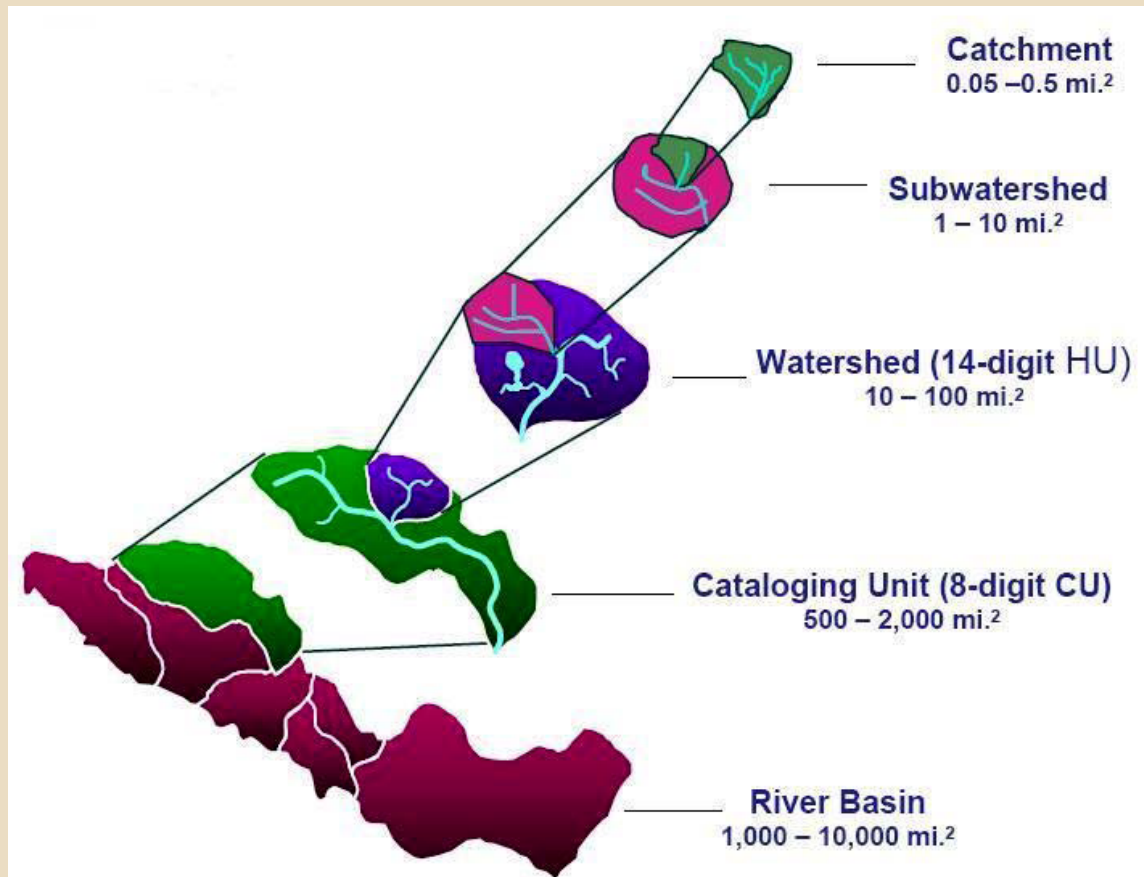 Catchment
0.05 –0.5 mi.²
Subwatershed
1 – 10 mi.²
Watershed (14-digit HU)
10 – 100 mi.²
Cataloging Unit (8-digit CU)
500 – 2,000 mi.²
River Basin
1,000 – 10,000 mi.²